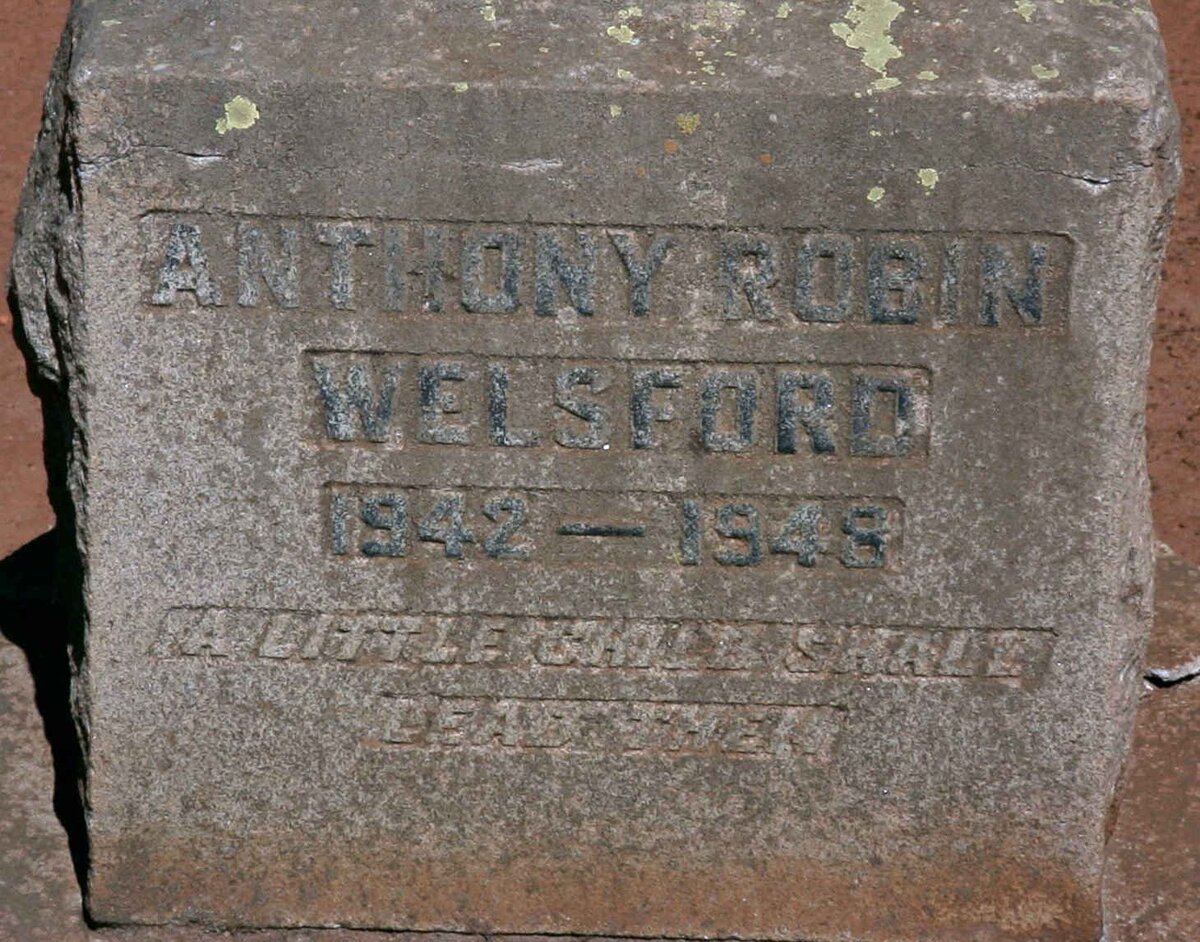 ANTHONY ROBIN
WELSFORD
1942 — 1948
"A LITTLE CHILD SHALL
LEAD THEM